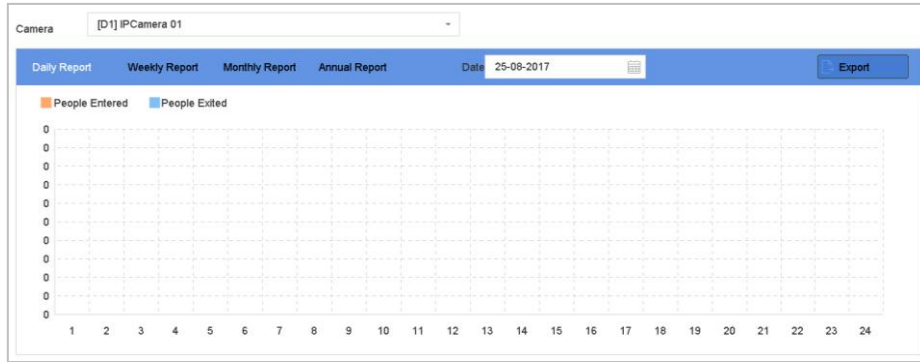 Camera [D1] IPCamera 01
Daily Report Weekly Report Monthly Report Annual Report Date 25-08-2017 Export
People Entered People Exited
0
0
0
0
0
0
0
0
0
0
0
1 2 3 4 5 6 7 8 9 10 11 12 13 14 15 16 17 18 19 20 21 22 23 24